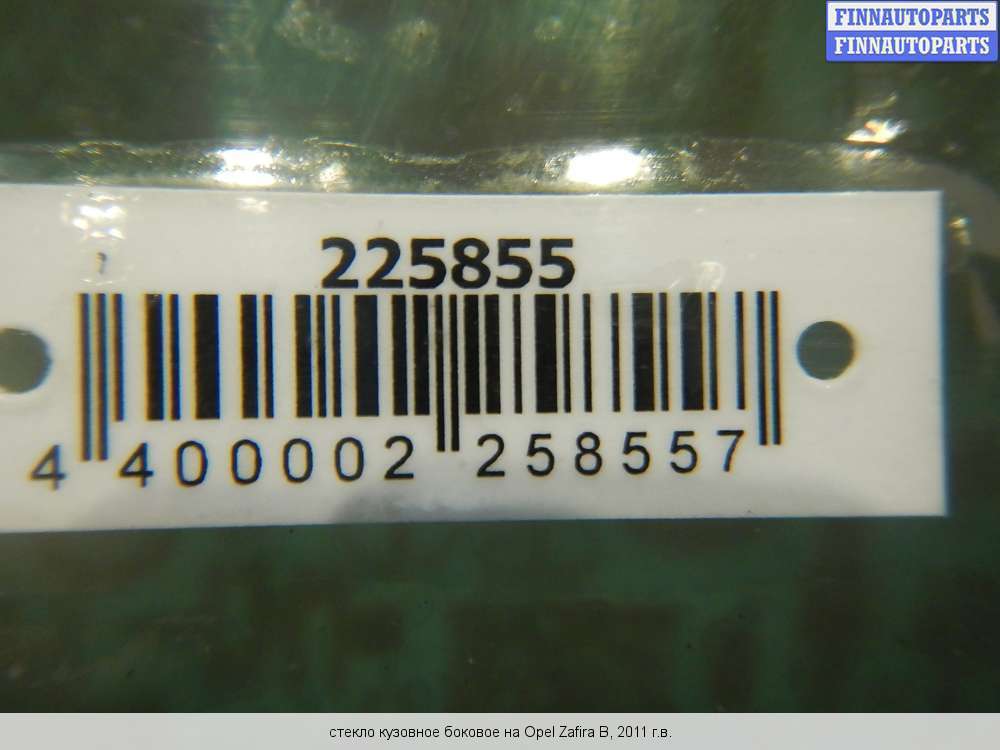 FINNAUTOPARTS
FINNAUTOPARTS
225855
4 400002 258557
стекло кузовное боковое на Opel Zafira B, 2011 г.в.